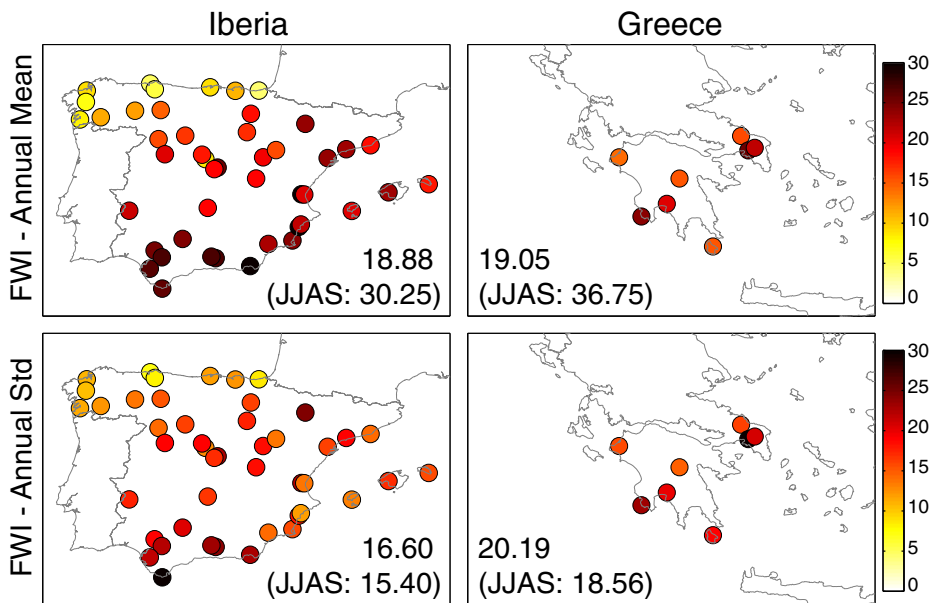 Iberia
Greece
FWI - Annual Mean
18.88
(JJAS: 30.25)
19.05
(JJAS: 36.75)
30
25
20
15
10
5
0
FWI - Annual Std
16.60
(JJAS: 15.40)
20.19
(JJAS: 18.56)
30
25
20
15
10
5
0